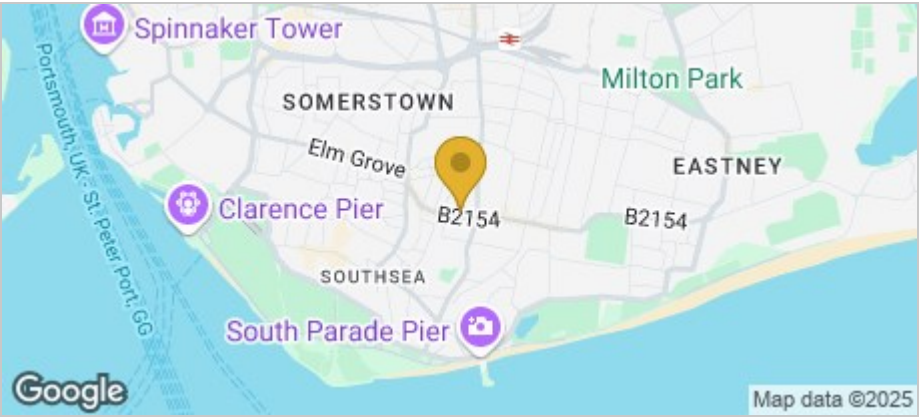 Spinnaker Tower
Portsmouth, UK - St. Peter Port, GG
Milton Park
SOMERSTOWN
Elm Grove
EASTNEY
Clarence Pier
B2154
B2154
SOUTHSEA
South Parade Pier
Google
Map data ©2025